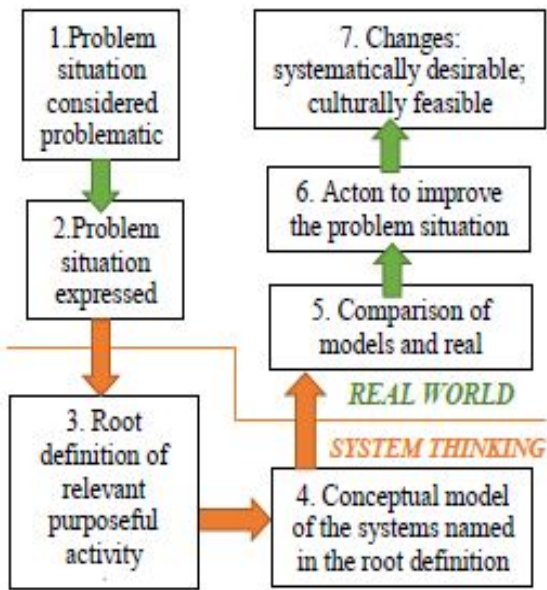 1.Problem
situation
considered
problematic
2.Problem
situation
expressed
3. Root
definition of
relevant
purposeful
activity
4. Conceptual model
of the systems named
in the root definition
5. Comparison of
models and real
6. Acton to improve
the problem situation
7. Changes:
systematically desirable;
culturally feasible
REAL WORLD
SYSTEM THINKING